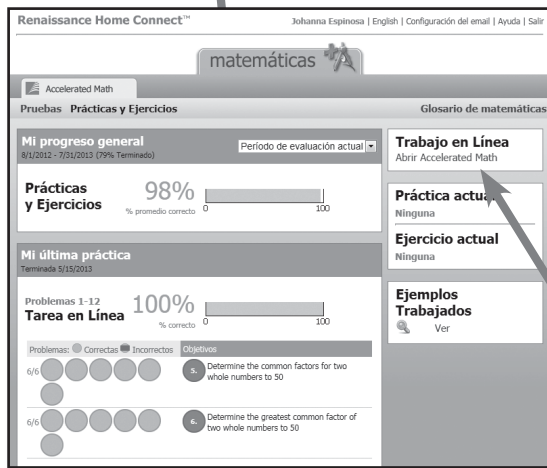 Renaissance Home Connect™
Johanna Espinosa | English | Configuración del email | Ayuda | Salir
matemáticas
Accelerated Math
Pruebas Prácticas y Ejercicios
Glosario de matemáticas
Mi progreso general
8/1/2012 - 7/31/2013 (79% Terminado)
Período de evaluación actual
Prácticas
y Ejercicios
98%
% promedio correcto
0 100
Mi última práctica
Terminada 5/15/2013
Problemas 1-12
Tarea en Línea
100%
% correcto
0 100
Problemas: Correctas Incorrectos Objetivos
6/6
5. Determine the common factors for two
whole numbers to 50
6/6
6. Determine the greatest common factor of
two whole numbers to 50
Trabajo en Línea
Abrir Accelerated Math
Práctica actual
Ninguna
Ejercicio actual
Ninguna
Ejemplos
Trabajados
Ver